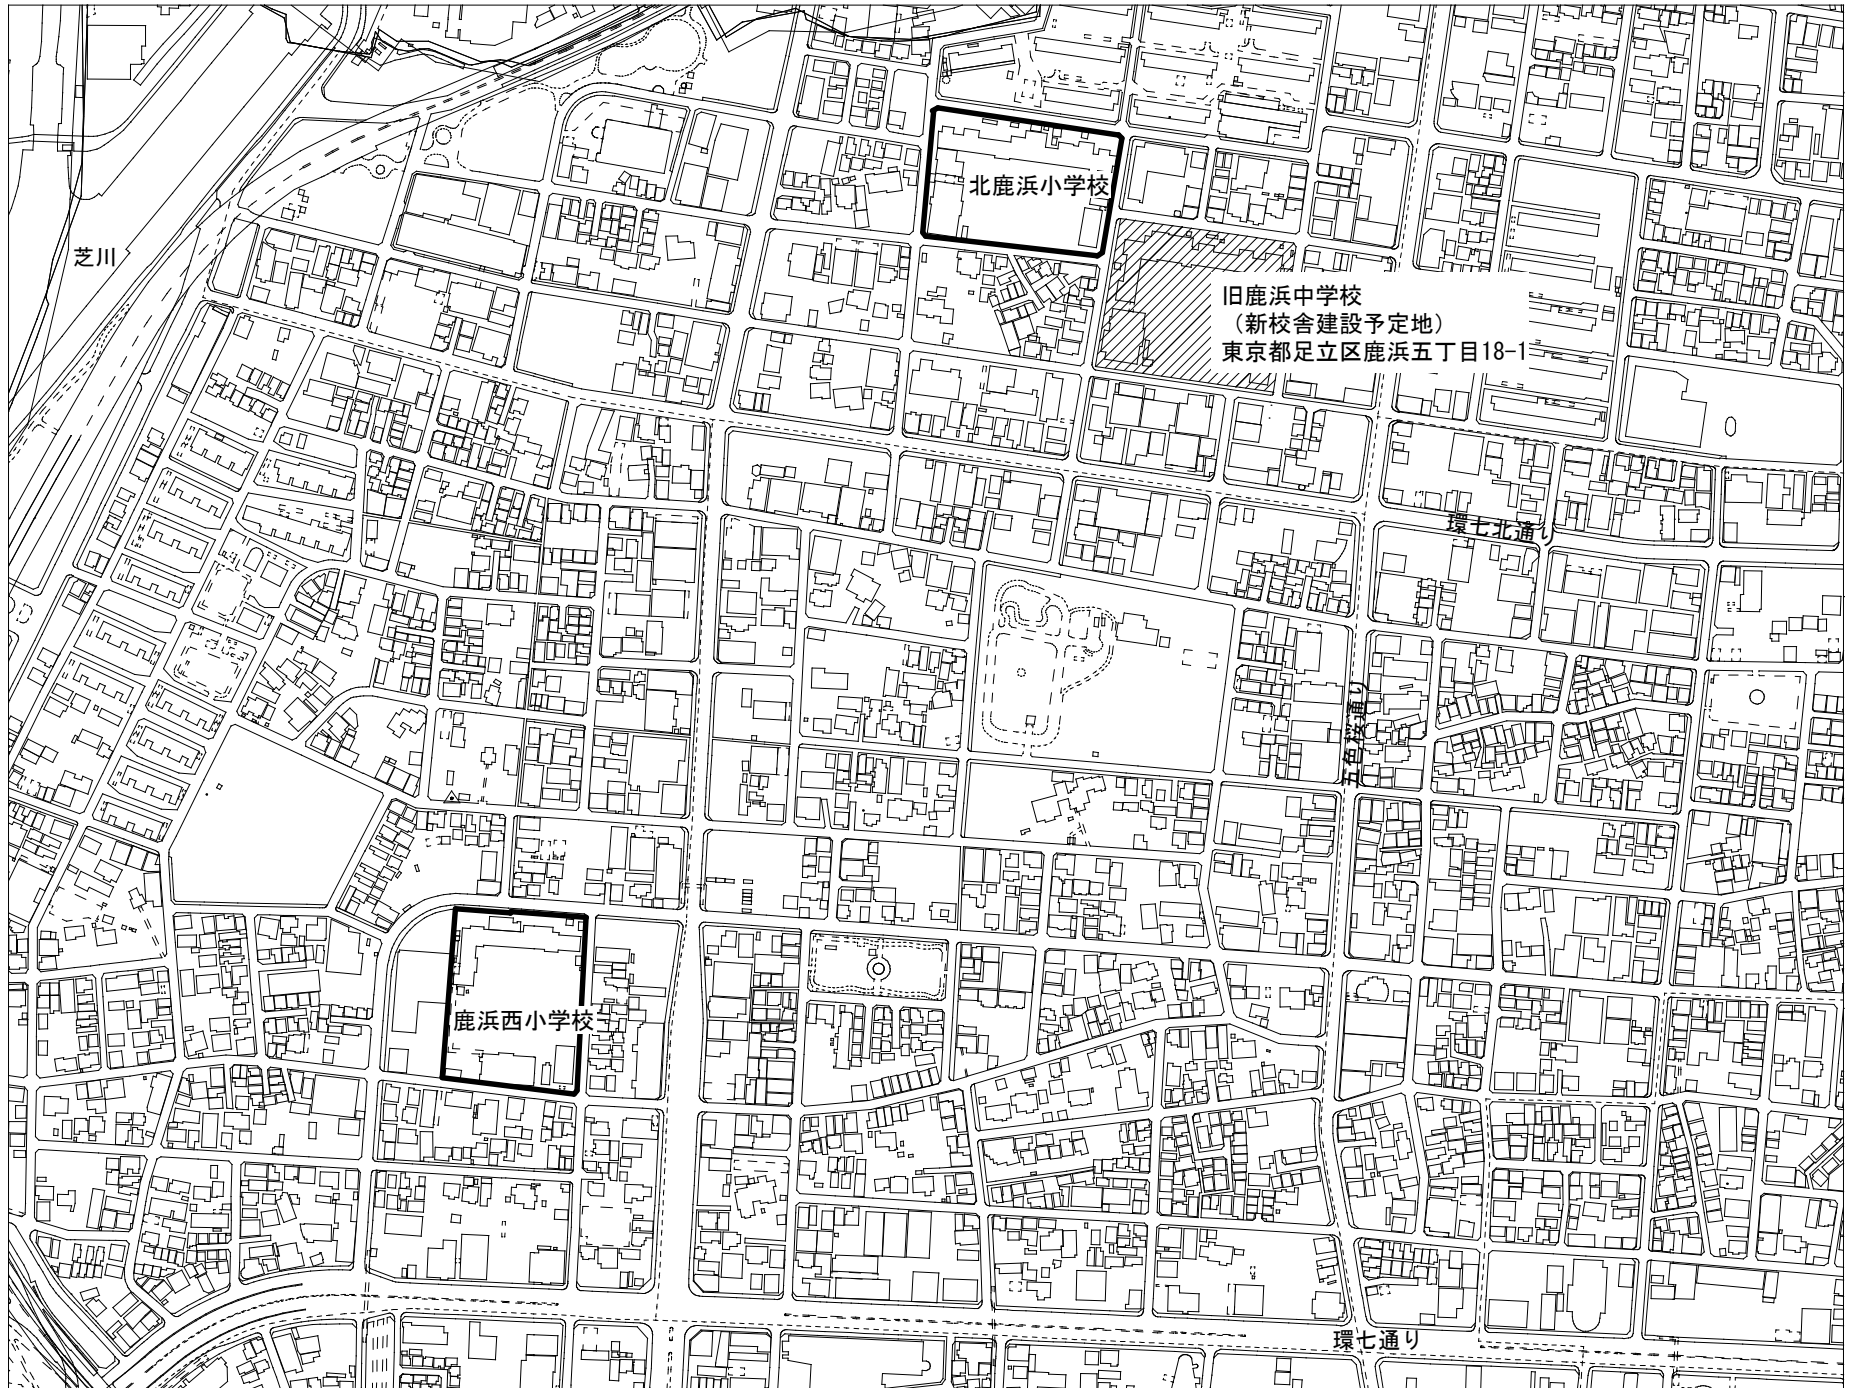 北鹿浜小学校
芝川
旧鹿浜中学校
（新校舎建設予定地）
東京都足立区鹿浜五丁目18-1
環七北通り
五色桜通り
鹿浜西小学校
環七通り